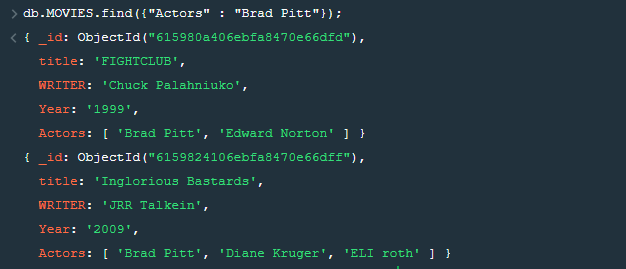 > db.MOVIES.find({"Actors" : "Brad Pitt"});
< { _id: ObjectId("615980a406ebfa8470e66dfd"),
title: 'FIGHTCLUB',
WRITER: 'Chuck Palahniuko',
Year: '1999',
Actors: [ 'Brad Pitt', 'Edward Norton' ] }
{ _id: ObjectId("6159824106ebfa8470e66dff"),
title: 'Inglorious Bastards',
WRITER: 'JRR Talkein',
Year: '2009',
Actors: [ 'Brad Pitt', 'Diane Kruger', 'ELI roth' ] }